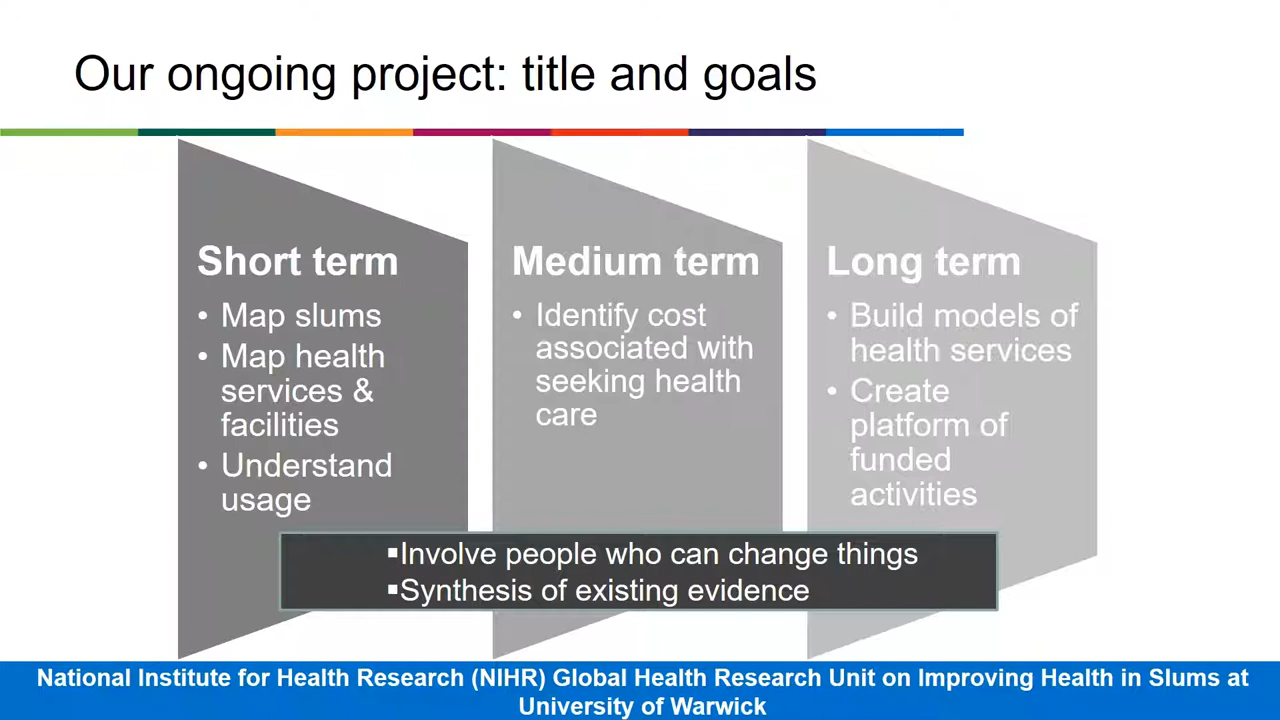 Our ongoing project: title and goals
Short term
• Map slums
• Map health
services &
facilities
• Understand
usage
Medium term
• Identify cost
associated with
seeking health
care
Long term
• Build models of
health services
• Create
platform of
funded
activities
▪Involve people who can change things
▪Synthesis of existing evidence
National Institute for Health Research (NIHR) Global Health Research Unit on Improving Health in Slums at
University of Warwick